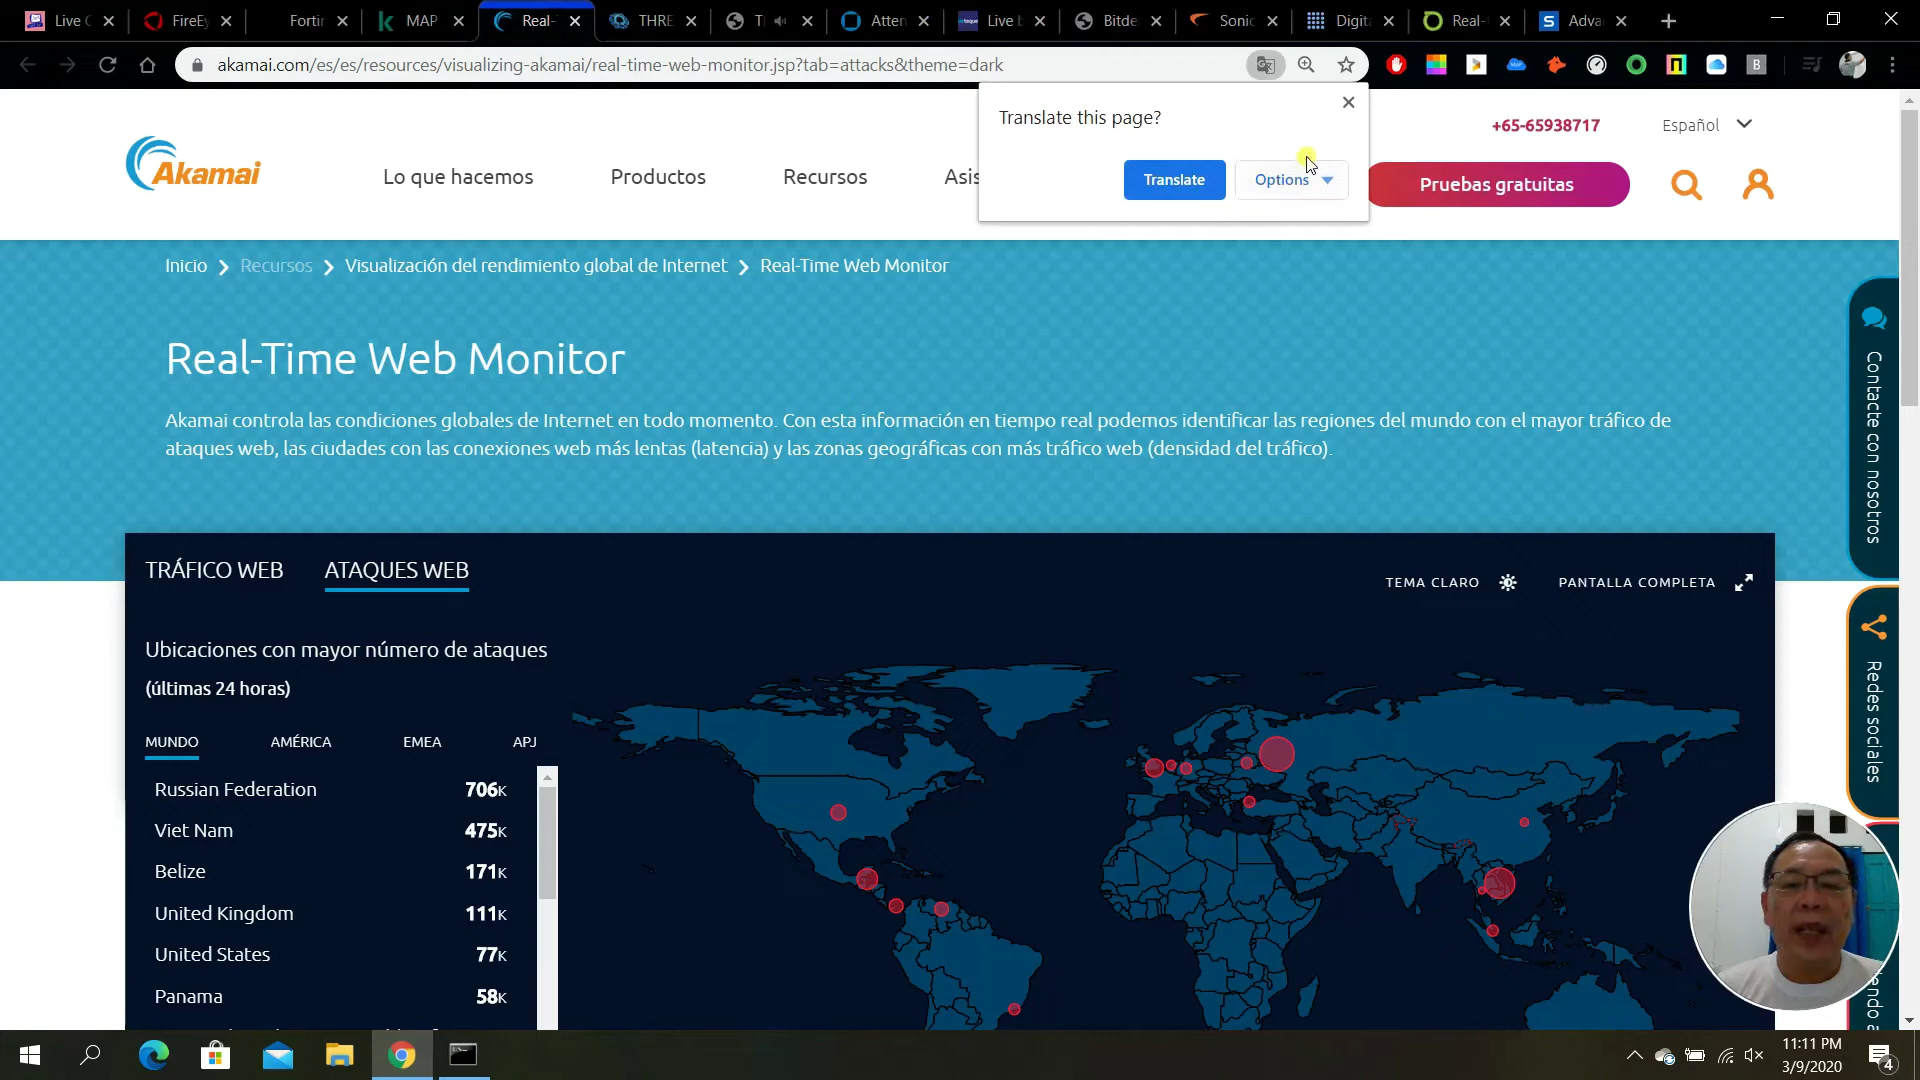 Live C
FireEy
Fortin
MAP
Real-
THRE
Atten
Live b
Bitde
Sonic
Digita
Real-
Adva
akamai.com/es/es/resources/visualizing-akamai/real-time-web-monitor.jsp?tab=attacks&theme=dark
Translate this page?
Translate
Options
+65-65938717
Español
Akamai
Lo que hacemos
Productos
Recursos
Asis
Pruebas gratuitas
Inicio
Recursos
Visualización del rendimiento global de Internet
Real-Time Web Monitor
Real-Time Web Monitor
Akamai controla las condiciones globales de Internet en todo momento. Con esta información en tiempo real podemos identificar las regiones del mundo con el mayor tráfico de
ataques web, las ciudades con las conexiones web más lentas (latencia) y las zonas geográficas con más tráfico web (densidad del tráfico).
Contacte con nosotros
Redes sociales
TRÁFICO WEB
ATAQUES WEB
TEMA CLARO
PANTALLA COMPLETA
Ubicaciones con mayor número de ataques
(últimas 24 horas)
MUNDO
AMÉRICA
EMEA
APJ
Russian Federation 706K
Viet Nam 475K
Belize 171K
United Kingdom 111K
United States 77K
Panama 58K
11:11 PM
3/9/2020
4